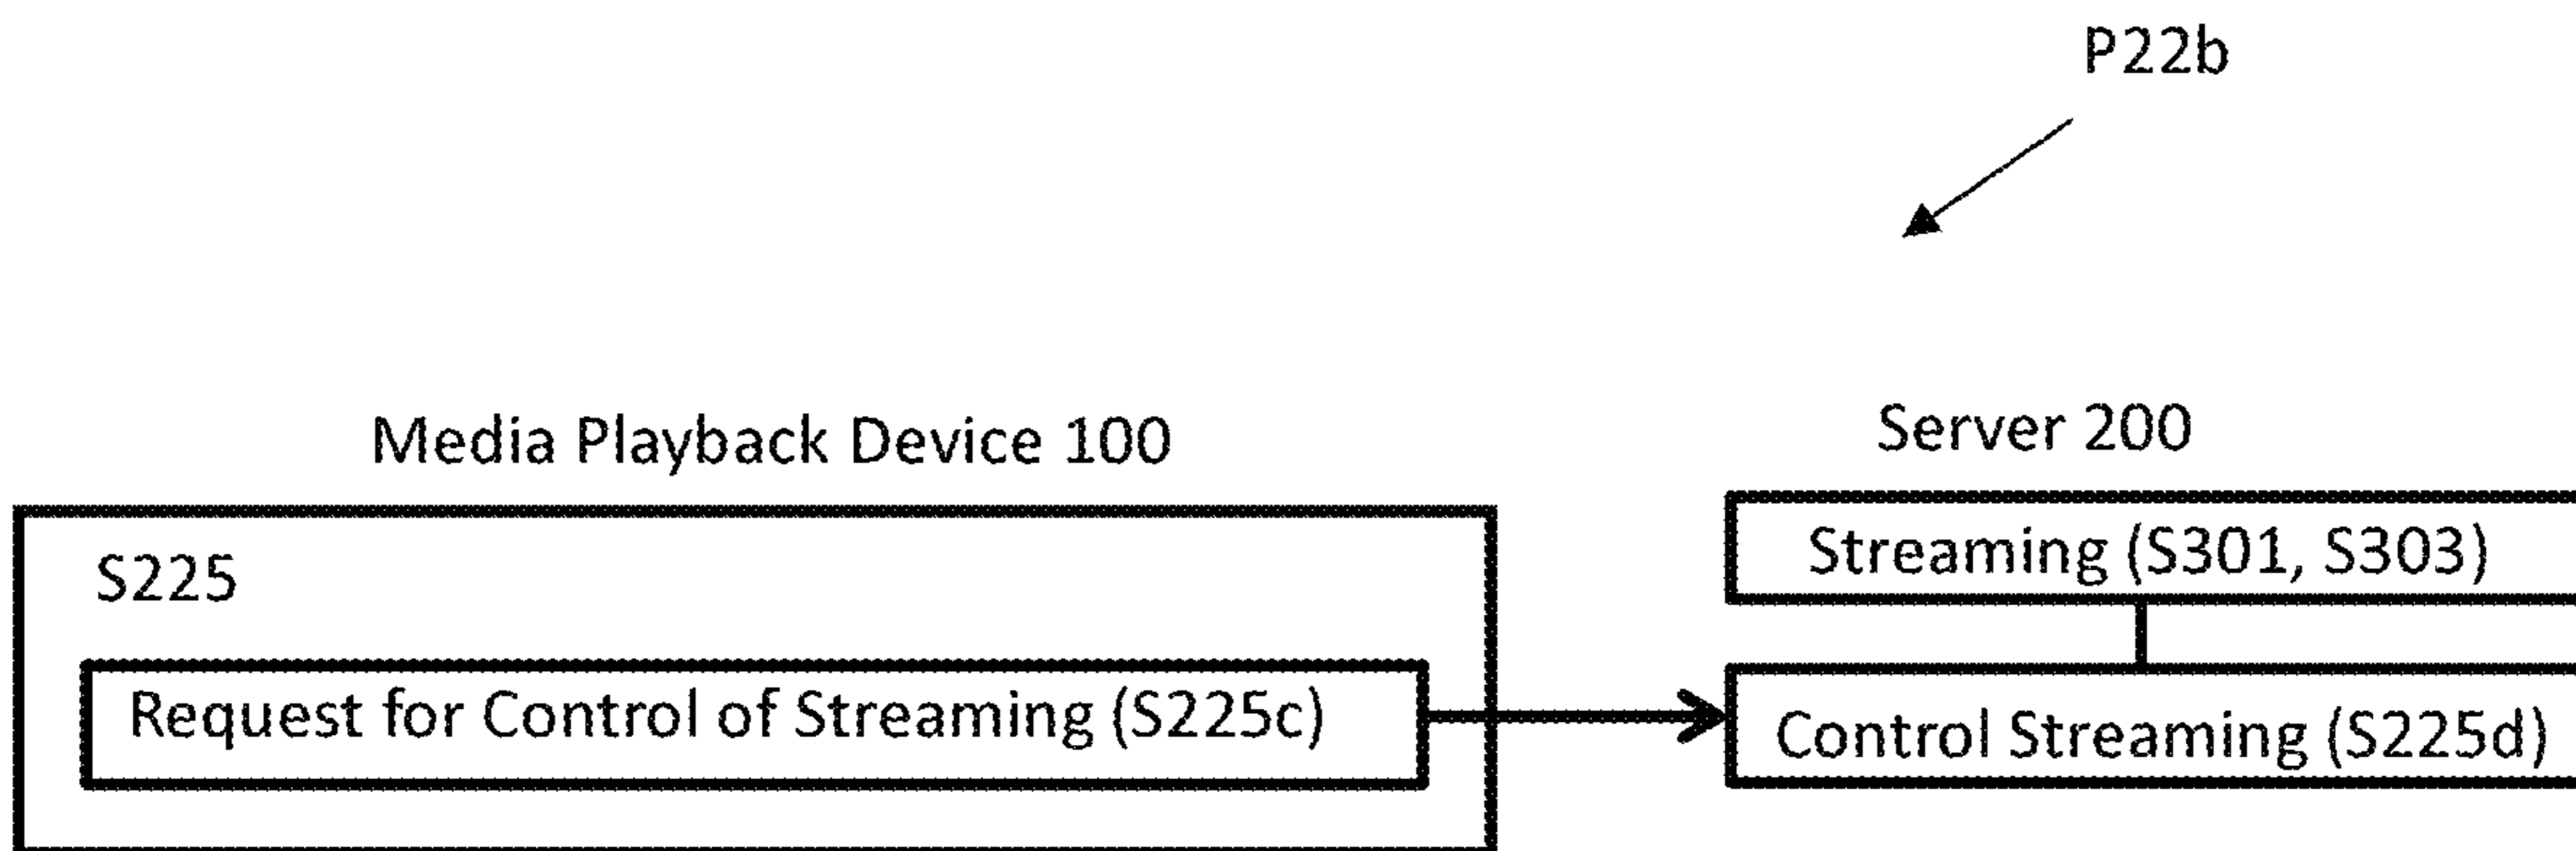 P22b
Media Playback Device 100
Server 200
S225
Streaming (S301, S303)
Request for Control of Streaming (S225c)
Control Streaming (S225d)